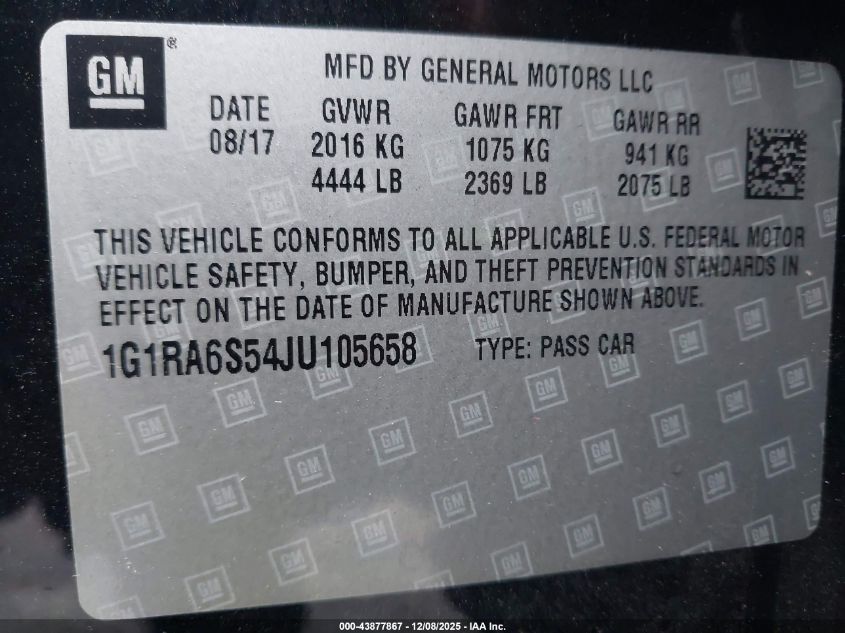 GM ®
MFD BY GENERAL MOTORS LLC
DATE GVWR GAWR FRT GAWR RR
08/17 2016 KG 1075 KG 941 KG
4444 LB 2369 LB 2075 LB
THIS VEHICLE CONFORMS TO ALL APPLICABLE U.S. FEDERAL MOTOR
VEHICLE SAFETY, BUMPER, AND THEFT PREVENTION STANDARDS IN
EFFECT ON THE DATE OF MANUFACTURE SHOWN ABOVE.
1G1RA6S54JU105658 TYPE: PASS CAR
000-43877867 - 12/08/2025 - IAA Inc.